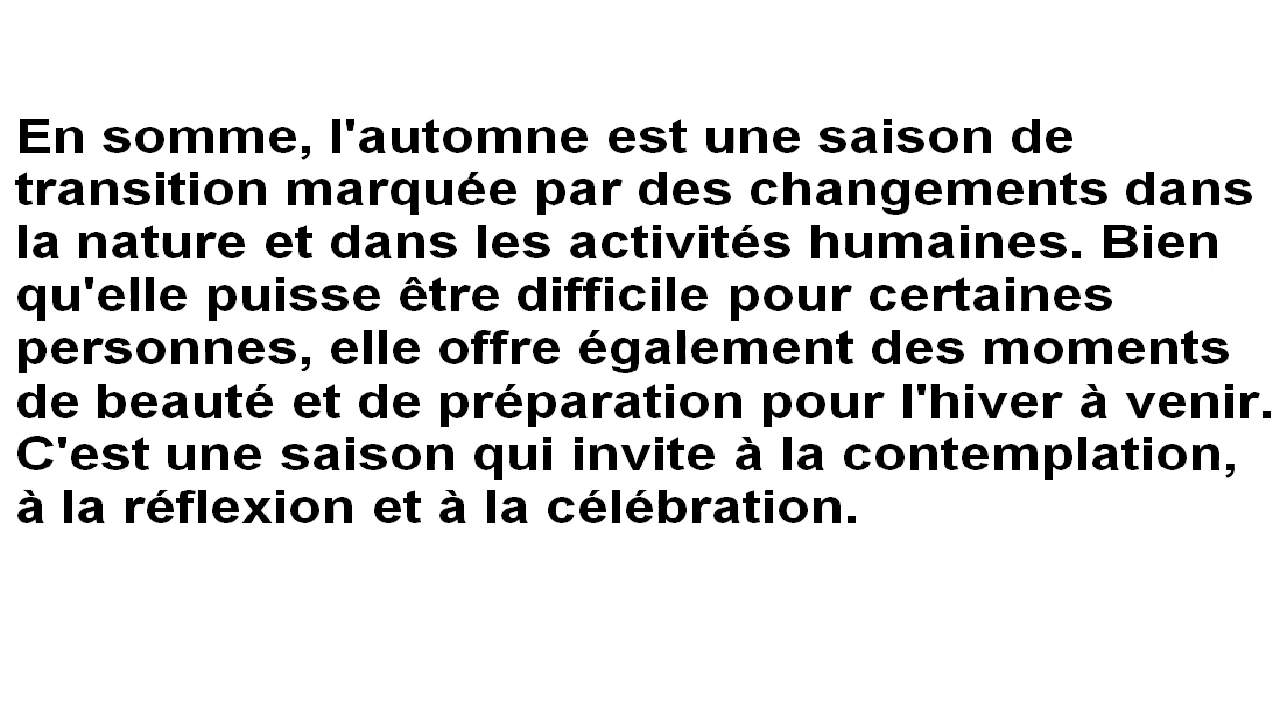 En somme, l'automne est une saison de
transition marquée par des changements dans
la nature et dans les activités humaines. Bien
qu'elle puisse être difficile pour certaines
personnes, elle offre également des moments
de beauté et de préparation pour l'hiver à venir.
C'est une saison qui invite à la contemplation,
à la réflexion et à la célébration.